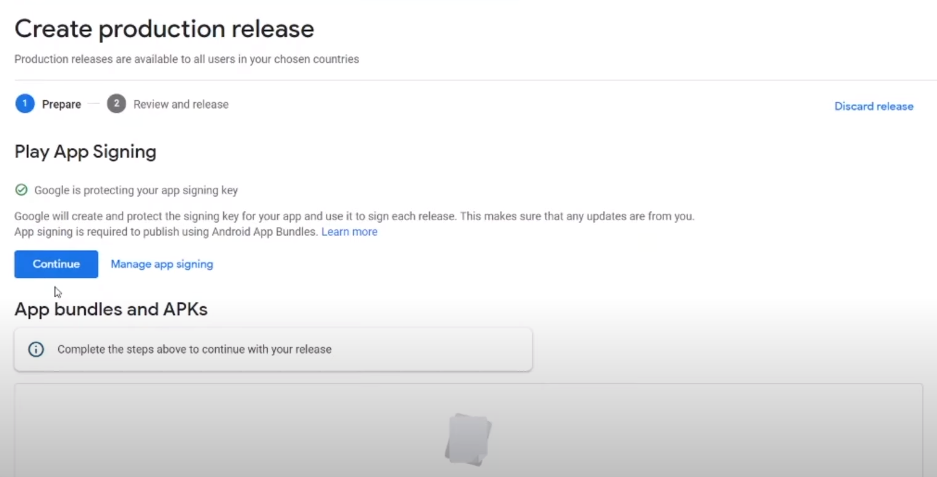 Create production release
Production releases are available to all users in your chosen countries
1 Prepare 2 Review and release
Discard release
Play App Signing
Google is protecting your app signing key
Google will create and protect the signing key for your app and use it to sign each release. This makes sure that any updates are from you.
App signing is required to publish using Android App Bundles. Learn more
Continue Manage app signing
App bundles and APKs
Complete the steps above to continue with your release